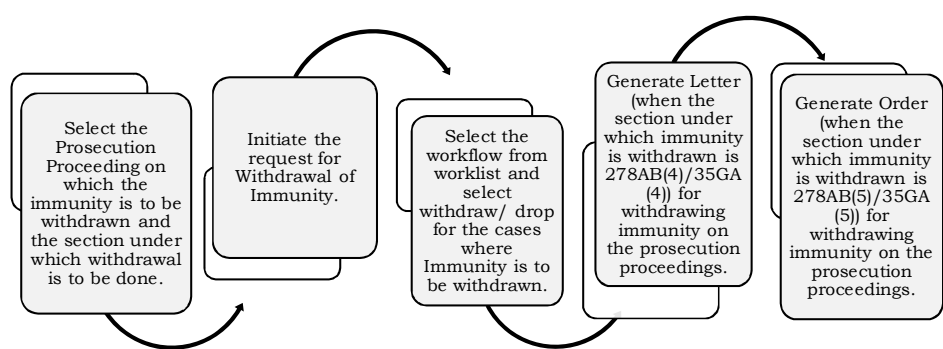 Select the
Prosecution
Proceeding on
which the
immunity is to be
withdrawn and
the section under
which withdrawal
is to be done.
Initiate the
request for
Withdrawal of
Immunity.
Select the
workflow from
worklist and
select
withdraw/ drop
for the cases
where
Immunity is to
be withdrawn.
Generate Letter
(when the
section under
which immunity
is withdrawn is
278AB(4)/35GA
(4)) for
withdrawing
immunity on
the prosecution
proceedings.
Generate Order
(when the
section under
which immunity
is withdrawn is
278AB(5)/35GA
(5)) for
withdrawing
immunity on the
prosecution
proceedings.